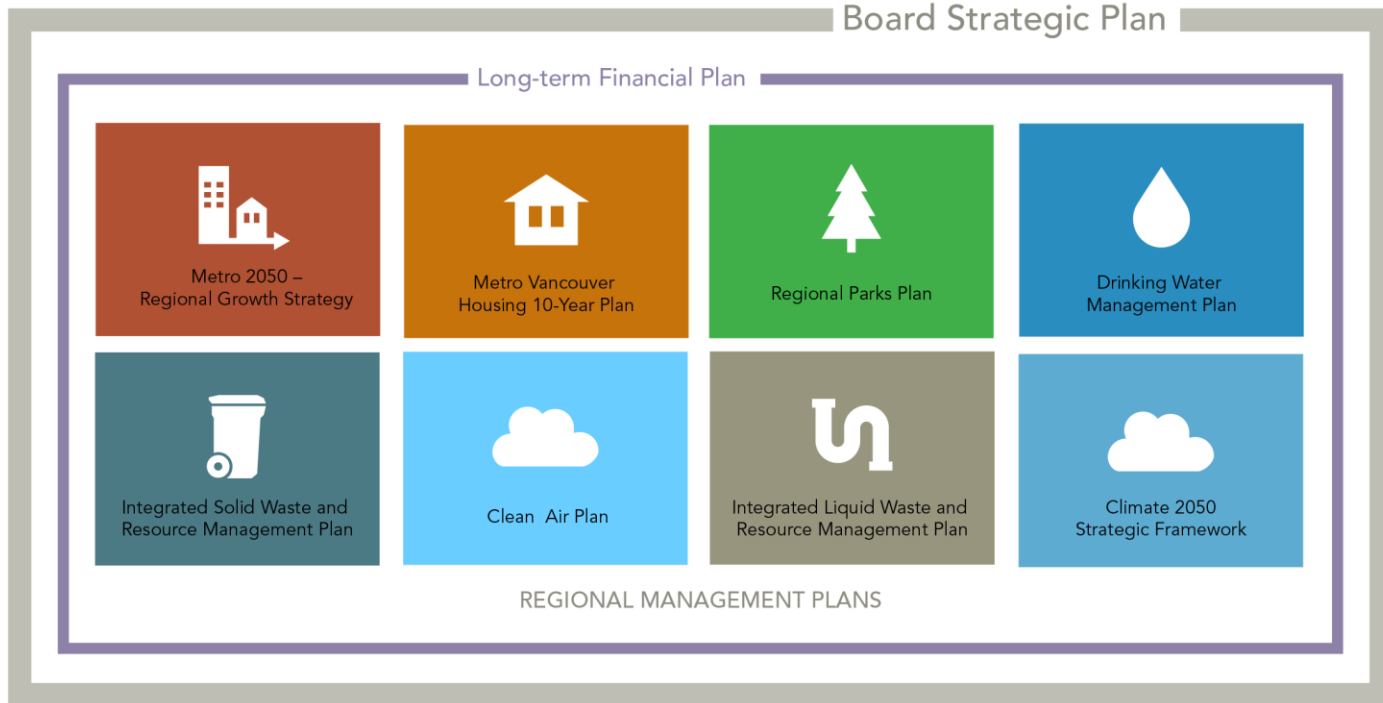 Board Strategic Plan
Long-term Financial Plan
Metro 2050 –
Regional Growth Strategy
Metro Vancouver
Housing 10-Year Plan
Regional Parks Plan
Drinking Water
Management Plan
Integrated Solid Waste and
Resource Management Plan
Clean Air Plan
Integrated Liquid Waste and
Resource Management Plan
Climate 2050
Strategic Framework
REGIONAL MANAGEMENT PLANS